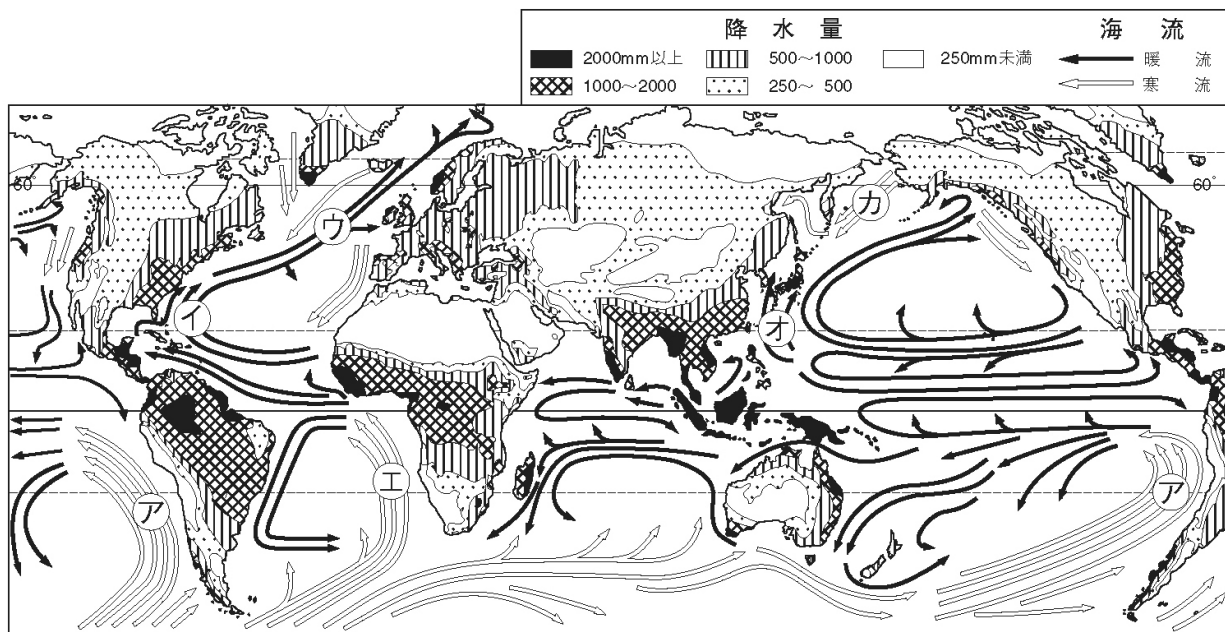 降水量 海流
2000mm以上 500～1000 250mm未満 暖流
1000～2000 250～ 500 寒流
60° 60°
ウ カ
イ オ
エ
ア ア